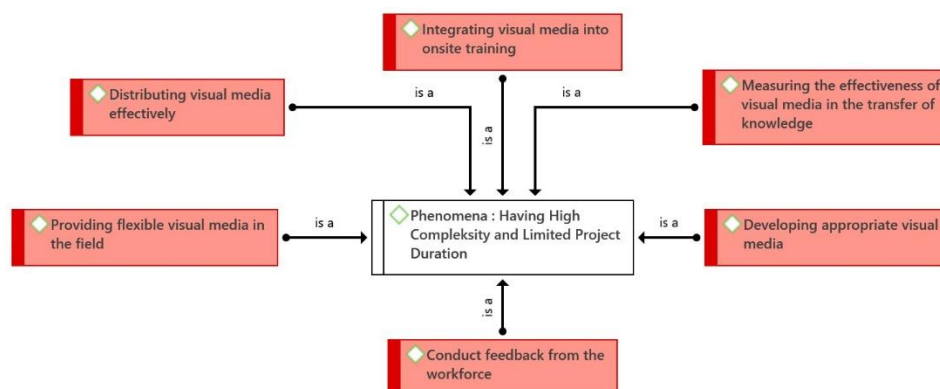 Integrating visual media into
onsite training
Distributing visual media
effectively
is a
is a
is a
Measuring the effectiveness of
visual media in the transfer of
knowledge
Providing flexible visual media in
the field
is a
Phenomena : Having High
Compleksity and Limited Project
Duration
is a
Developing appropriate visual
media
is a
Conduct feedback from the
workforce